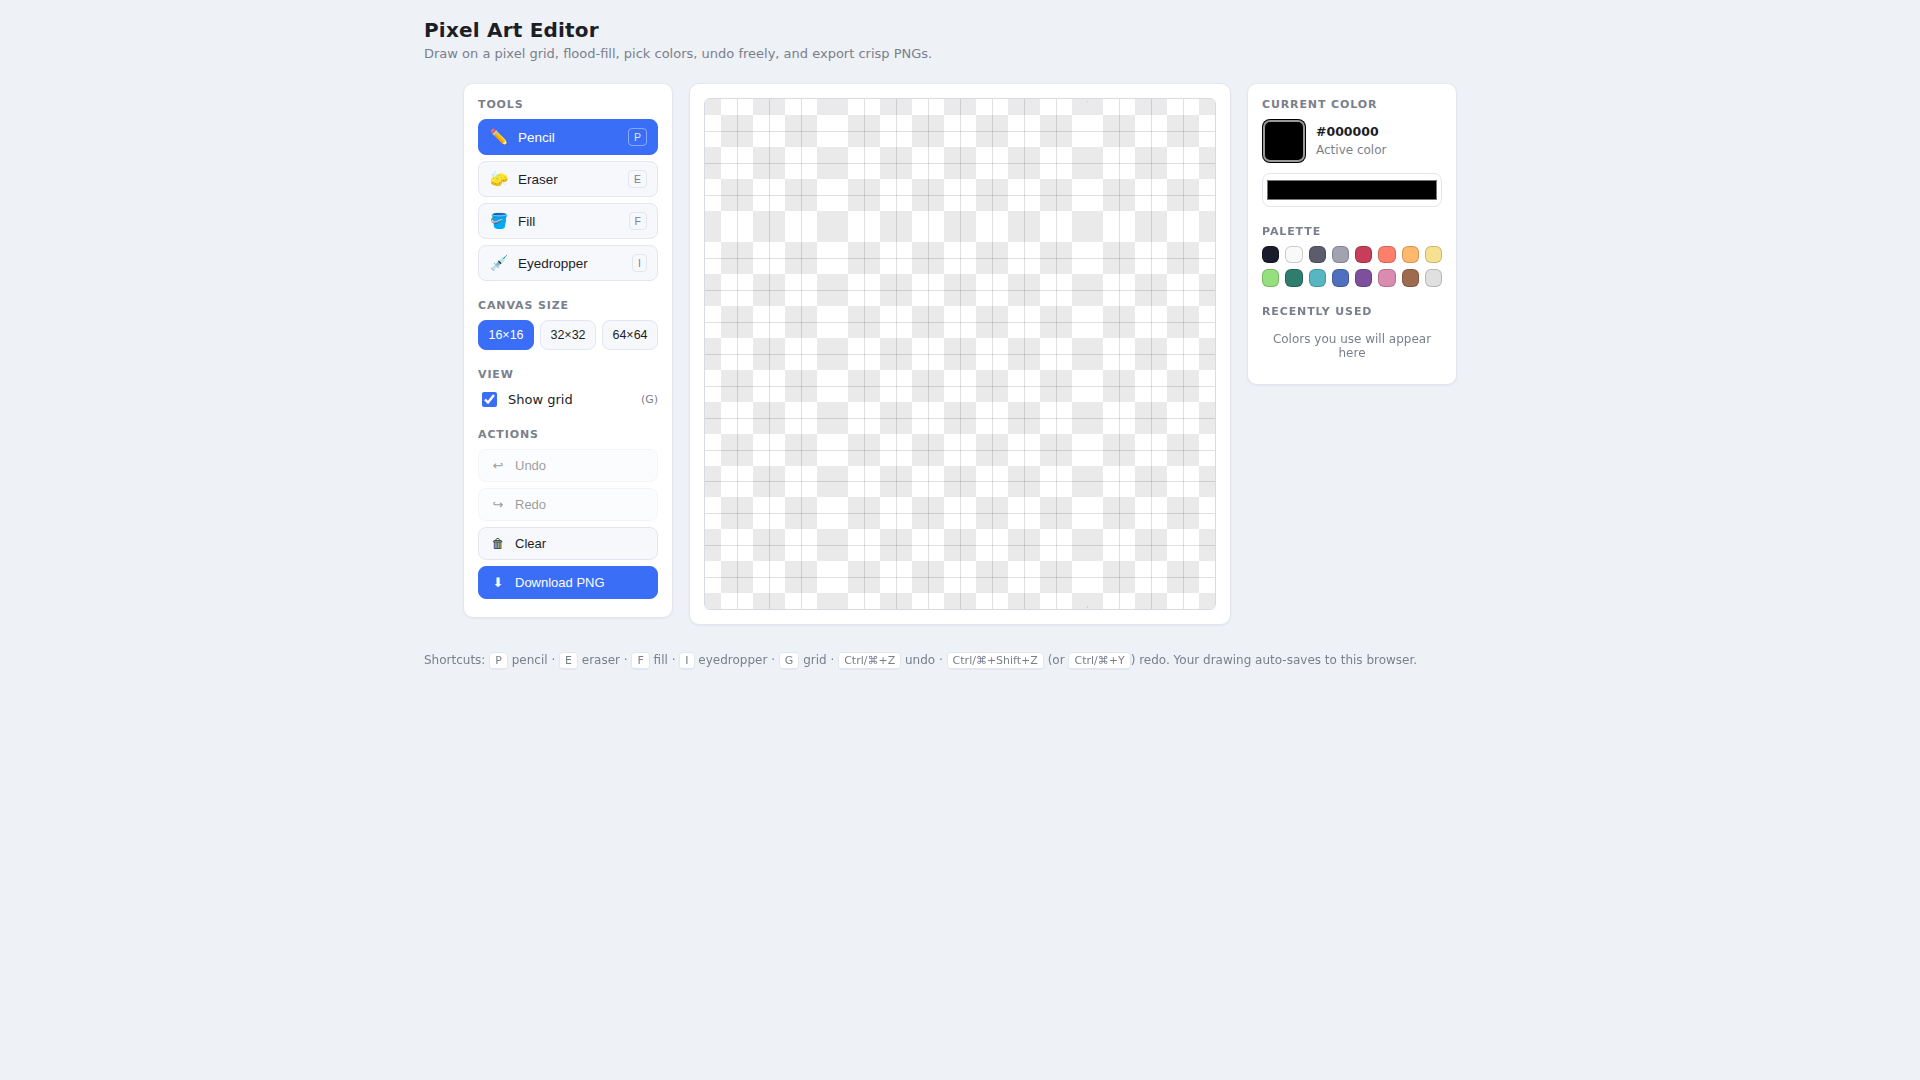 Pixel Art Editor
Draw on a pixel grid, flood-fill, pick colors, undo freely, and export crisp PNGs.
TOOLS
Pencil P
Eraser E
Fill F
Eyedropper I
CANVAS SIZE
16×16 32×32 64×64
VIEW
Show grid (G)
ACTIONS
↩ Undo
↪ Redo
Clear
⬇ Download PNG
CURRENT COLOR
#000000
Active color
PALETTE
RECENTLY USED
Colors you use will appear
here
Shortcuts: P pencil · E eraser · F fill · I eyedropper · G grid · Ctrl/⌘+Z undo · Ctrl/⌘+Shift+Z (or Ctrl/⌘+Y) redo. Your drawing auto-saves to this browser.